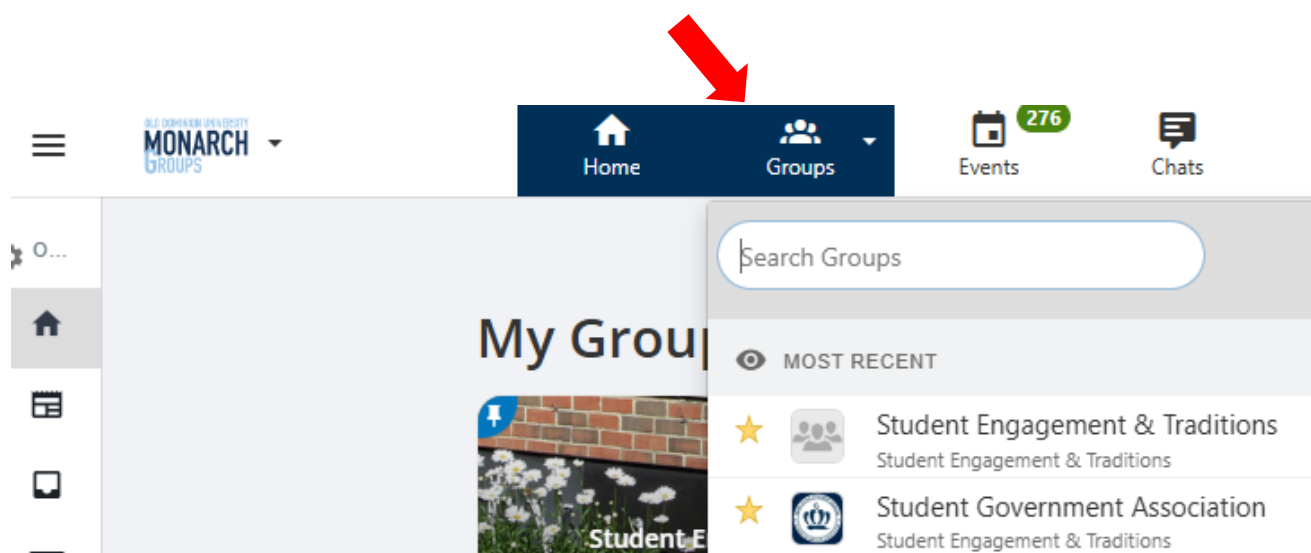 OLD DOMINION UNIVERSITY
MONARCH
GROUPS
Home
Groups
276
Events
Chats
O...
Search Groups
My Grou
MOST RECENT
Student Engagement & Traditions
Student Engagement & Traditions
Student Government Association
Student Engagement & Traditions
Student E